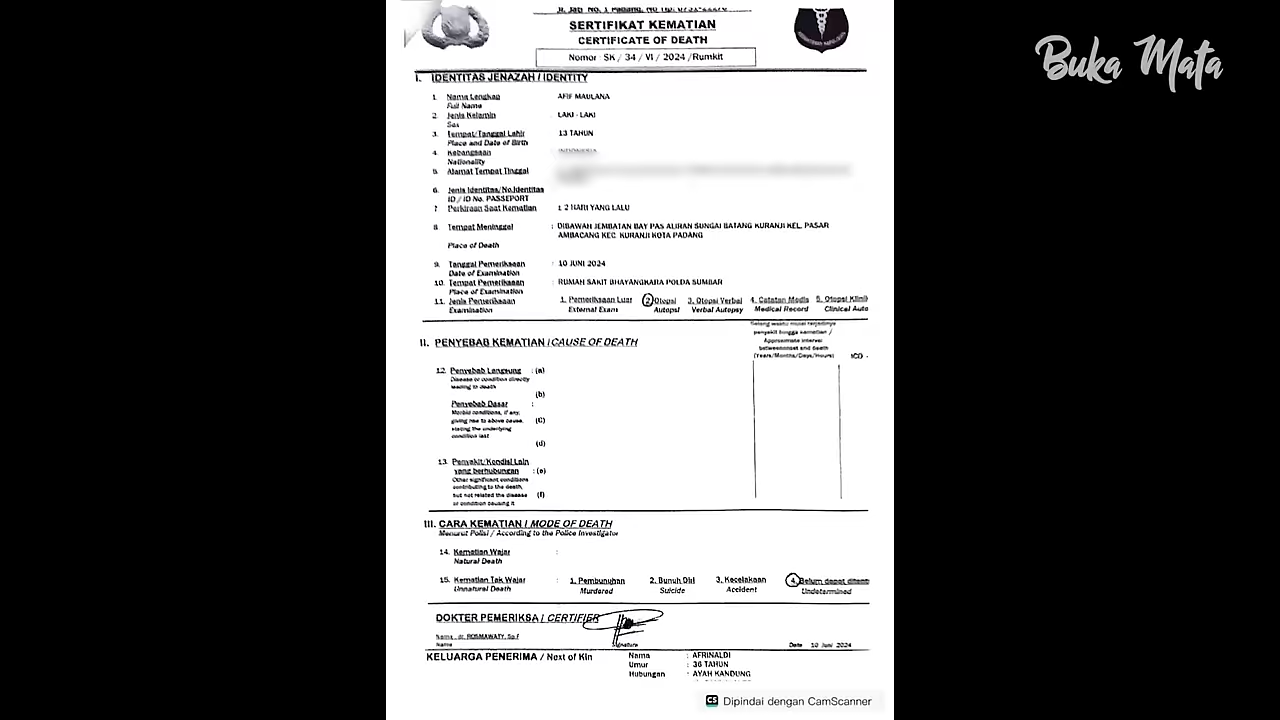 Jl. Jati No. 1 Padang, No Tlp.
SERTIFIKAT KEMATIAN
CERTIFICATE OF DEATH
Nomor : SK / 34 / VI / 2024 /Rumkit
Buka Mata
I. IDENTITAS JENAZAH / IDENTITY
1. Nama Lengkap AFIF MAULANA
Full Name
2. Jenis Kelamin LAKI - LAKI
Sex
3. Tempat/Tanggal Lahir 13 TAHUN
Place and Date of Birth
4. Kebangsaan INDONESIA
Nationality
5. Alamat Tempat Tinggal
6. Jenis Identitas/No.Identitas
ID / ID No. PASSEPORT
7. Perkiraan Saat Kematian 1 2 HARI YANG LALU
8. Tempat Meninggal : DIBAWAH JEMBATAN BAY PAS ALIRAN SUNGAI BATANG KURANJI KEL. PASAR
AMBACANG KEC. KURANJI KOTA PADANG
Place of Death
9. Tanggal Pemeriksaan : 10 JUNI 2024
Date of Examination
10. Tempat Pemeriksaan : RUMAH SAKIT BHAYANGKARA POLDA SUMBAR
Place of Examination
11. Jenis Pemeriksaan 1. Pemeriksaan Luar 2 Otopsi 3. Otopsi Verbal 4. Catatan Medis 5. Otopsi Klinik
Examination External Exam Autopsi Verbal Autopsy Medical Record Clinical Auto
II. PENYEBAB KEMATIAN / CAUSE OF DEATH
Selang waktu mulai terjadinya
penyakit hingga kematian /
Approximate interval
betweenonset and death
(Years/Months/Days/Hours) ICD -
12. Penyebab Langsung : (a)
Disease or condition directly
leading to death
(b)
Penyebab Dasar :
Morbid conditions, if any,
giving rise to above cause, (C)
stating the underlying
condition last
(d)
13. Penyakit/Kondisi Lain
yang berhubungan : (e)
Other significant conditions
contributing to the death,
but not related the disease (f)
or condition causing it
III. CARA KEMATIAN / MODE OF DEATH
Menurut Polisi / According to the Police Investigator
14. Kematian Wajar :
Natural Death
15. Kematian Tak Wajar : 1. Pembunuhan 2. Bunuh Diri 3. Kecelakaan 4. Belum dapat ditent
Unnatural Death Murdered Suicide Accident Undetermined
DOKTER PEMERIKSA / CERTIFIER
Nama : dr. ROSMAWATY, Sp.F
Name Signature Date 10 Juni 2024
KELUARGA PENERIMA / Next of Kin Nama : AFRINALDI
Umur : 36 TAHUN
Hubungan : AYAH KANDUNG
CS Dipindai dengan CamScanner